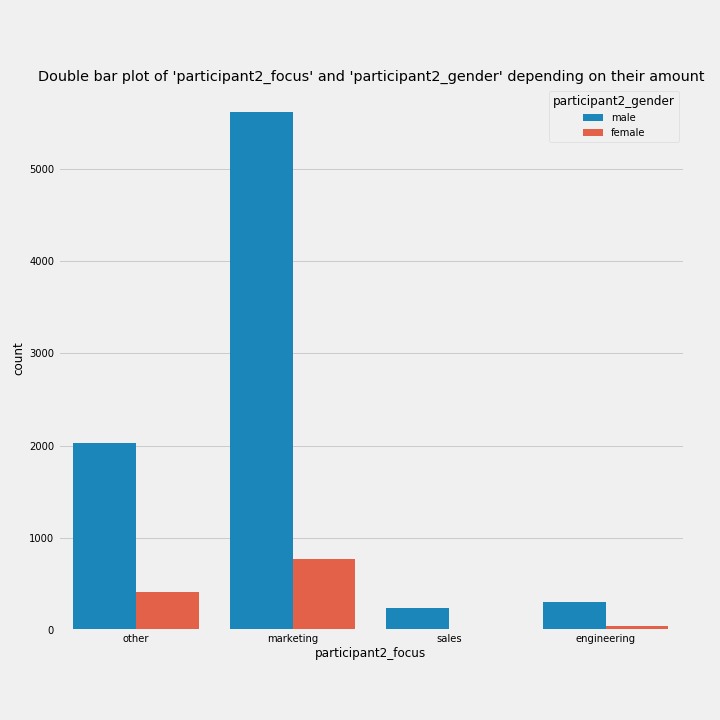 Double bar plot of 'participant2_focus' and 'participant2_gender' depending on their amount
participant2_gender
male
female
5000
4000
3000
2000
1000
0
count
other marketing sales engineering
participant2_focus